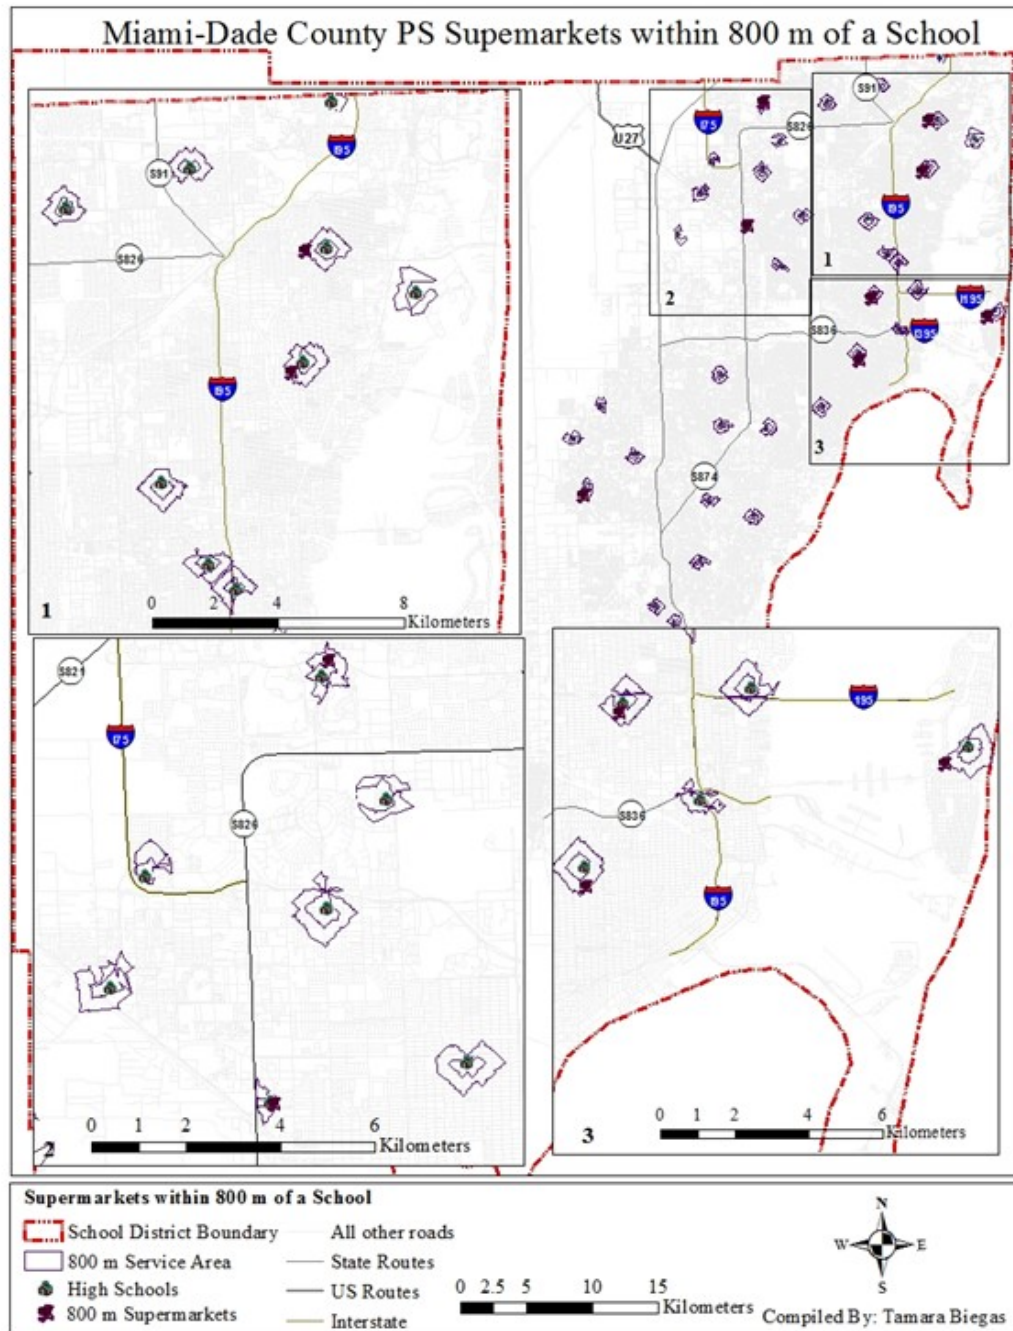 Miami-Dade County PS Supemarkets within 800 m of a School
I95
S91
S826
I95
1
0 2 4 8
Kilometers
U27
I75
S826
S91
I95
1
2
I195
S836
I395
3
S874
S821
I75
S826
0 1 2 4 6
Kilometers
2
195
S836
I95
0 1 2 4 6
Kilometers
3
Supermarkets within 800 m of a School
School District Boundary
800 m Service Area
High Schools
800 m Supermarkets
All other roads
State Routes
US Routes
Interstate
N
W E
S
0 2.5 5 10 15
Kilometers
Compiled By: Tamara Biegas